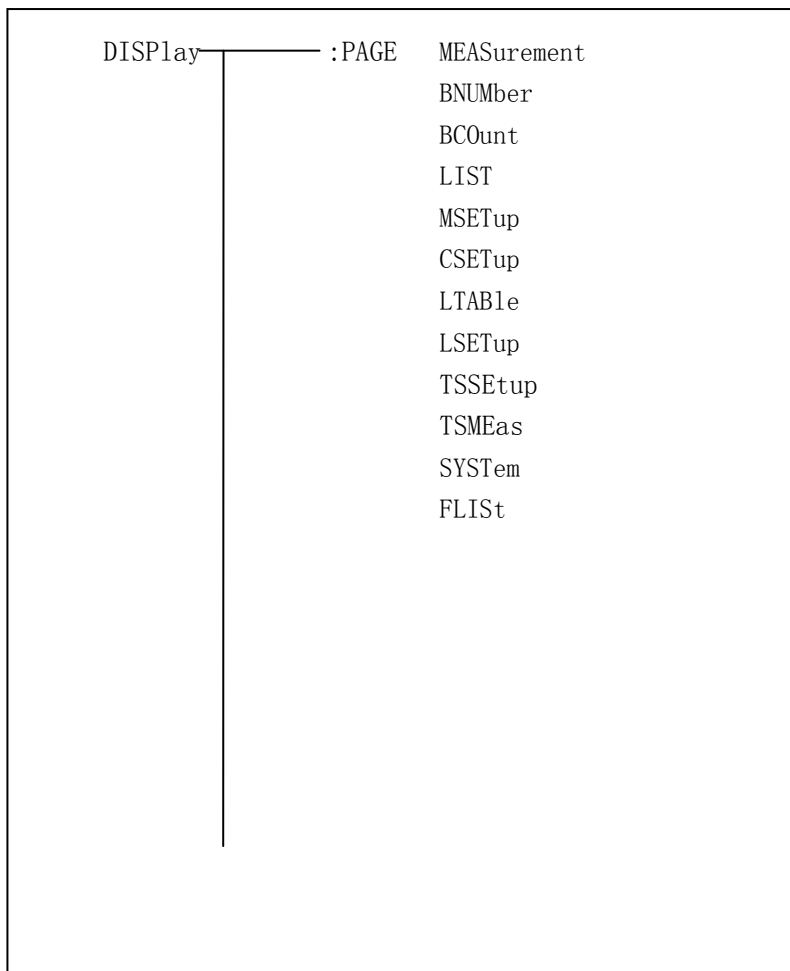 DISPlay :PAGE MEASurement
BNUMber
BCOunt
LIST
MSETup
CSETup
LTABle
LSETup
TSSEtup
TSMEas
SYSTem
FLISt